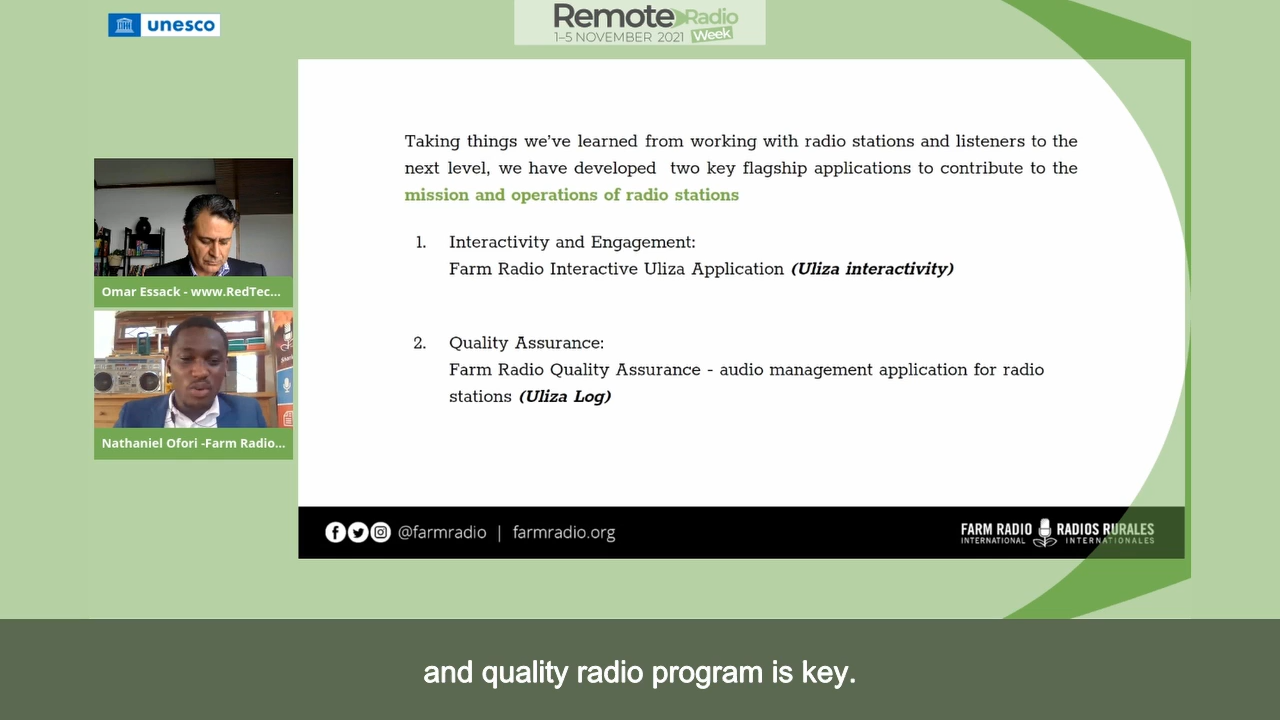 unesco
Remote Radio
1–5 NOVEMBER 2021 Week
Taking things we've learned from working with radio stations and listeners to the
next level, we have developed two key flagship applications to contribute to the
mission and operations of radio stations
1. Interactivity and Engagement:
Farm Radio Interactive Uliza Application (Uliza interactivity)
2. Quality Assurance:
Farm Radio Quality Assurance - audio management application for radio
stations (Uliza Log)
Omar Essack - www.RedTec...
Nathaniel Ofori -Farm Radio...
@farmradio | farmradio.org
FARM RADIO RADIOS RURALES
INTERNATIONAL INTERNATIONALES
and quality radio program is key.